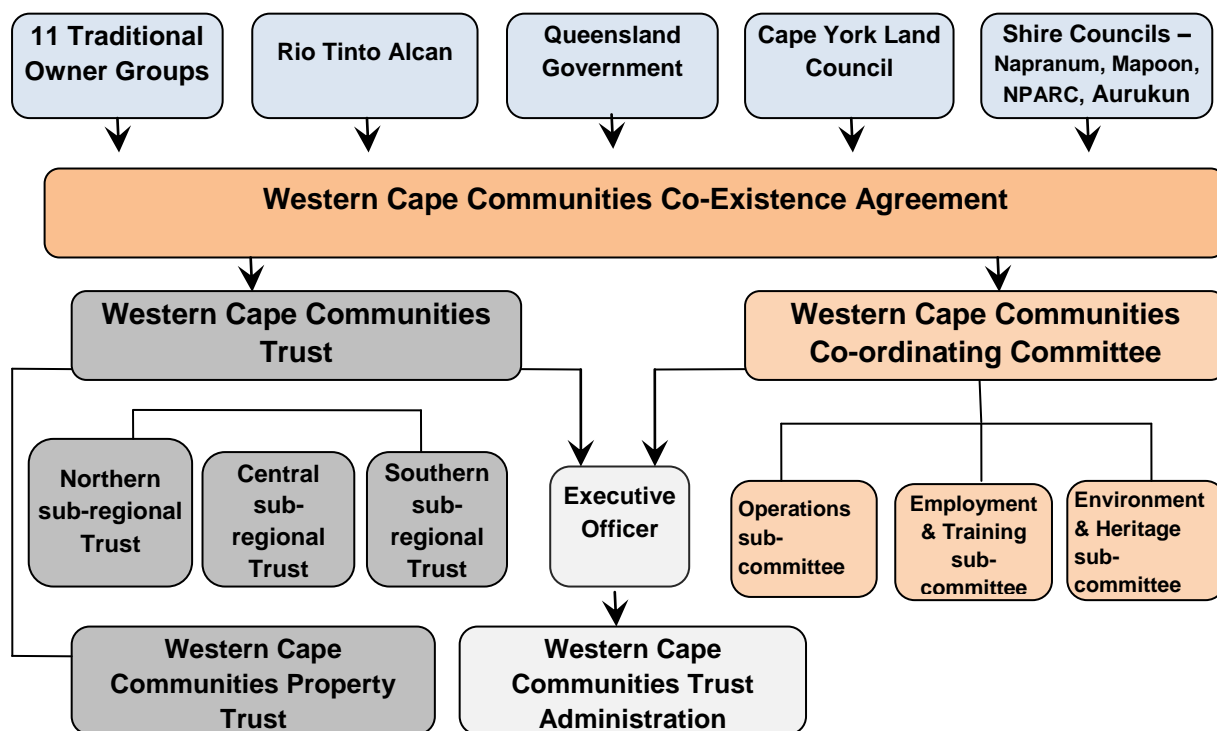 11 Traditional
Owner Groups
Rio Tinto Alcan
Queensland
Government
Cape York Land
Council
Shire Councils –
Napranum, Mapoon,
NPARC, Aurukun
Western Cape Communities Co-Existence Agreement
Western Cape Communities
Trust
Western Cape Communities
Co-ordinating Committee
Northern
sub-regional
Trust
Central
sub-
regional
Trust
Southern
sub-
regional
Trust
Executive
Officer
Operations
sub-
committee
Employment
& Training
sub-
committee
Environment
& Heritage
sub-
committee
Western Cape
Communities Property
Trust
Western Cape
Communities Trust
Administration